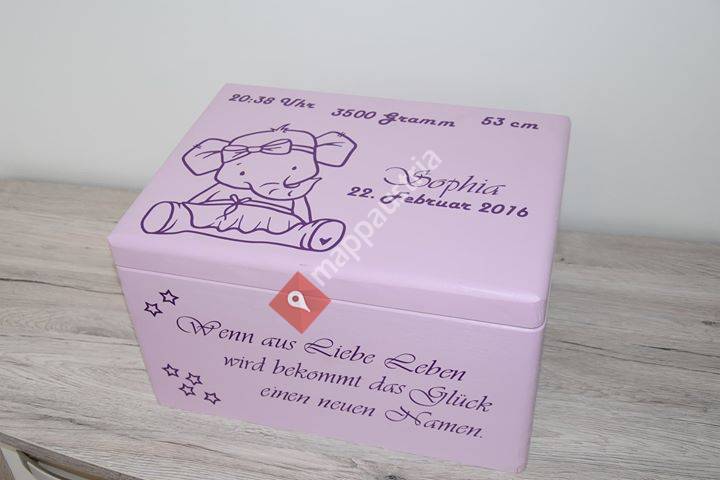 20:38 Uhr 3500 Gramm 53 cm
Sophia
22. Februar 2016
mappaustria
Wenn aus Liebe Leben
wird bekommt das Glück
einen neuen Namen.